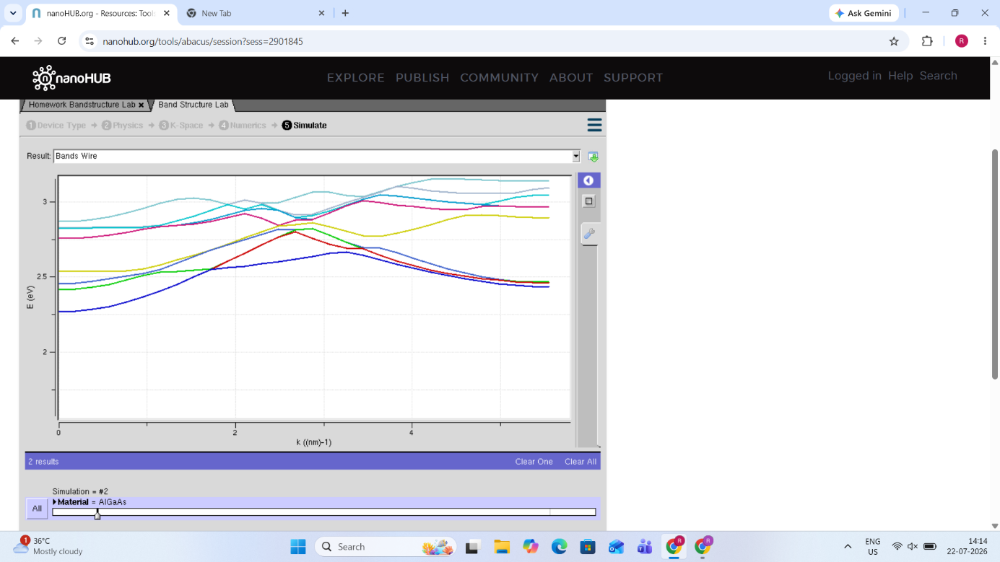 nanoHUB.org - Resources: Tools
New Tab
Ask Gemini
nanohub.org/tools/abacus/session?sess=2901845
R
nanoHUB
EXPLORE PUBLISH COMMUNITY ABOUT SUPPORT
Logged in Help Search
Homework Bandstructure Lab
Band Structure Lab
1 Device Type → 2 Physics → 3 K-Space → 4 Numerics → 5 Simulate
Result: Bands Wire
3
2.5
2
E (eV)
0 2 4
k ((nm)-1)
2 results
Clear One Clear All
Simulation = #2
All
Material = AlGaAs
1
36°C
Mostly cloudy
Search
R
R
ENG
US
14:14
22-07-2026